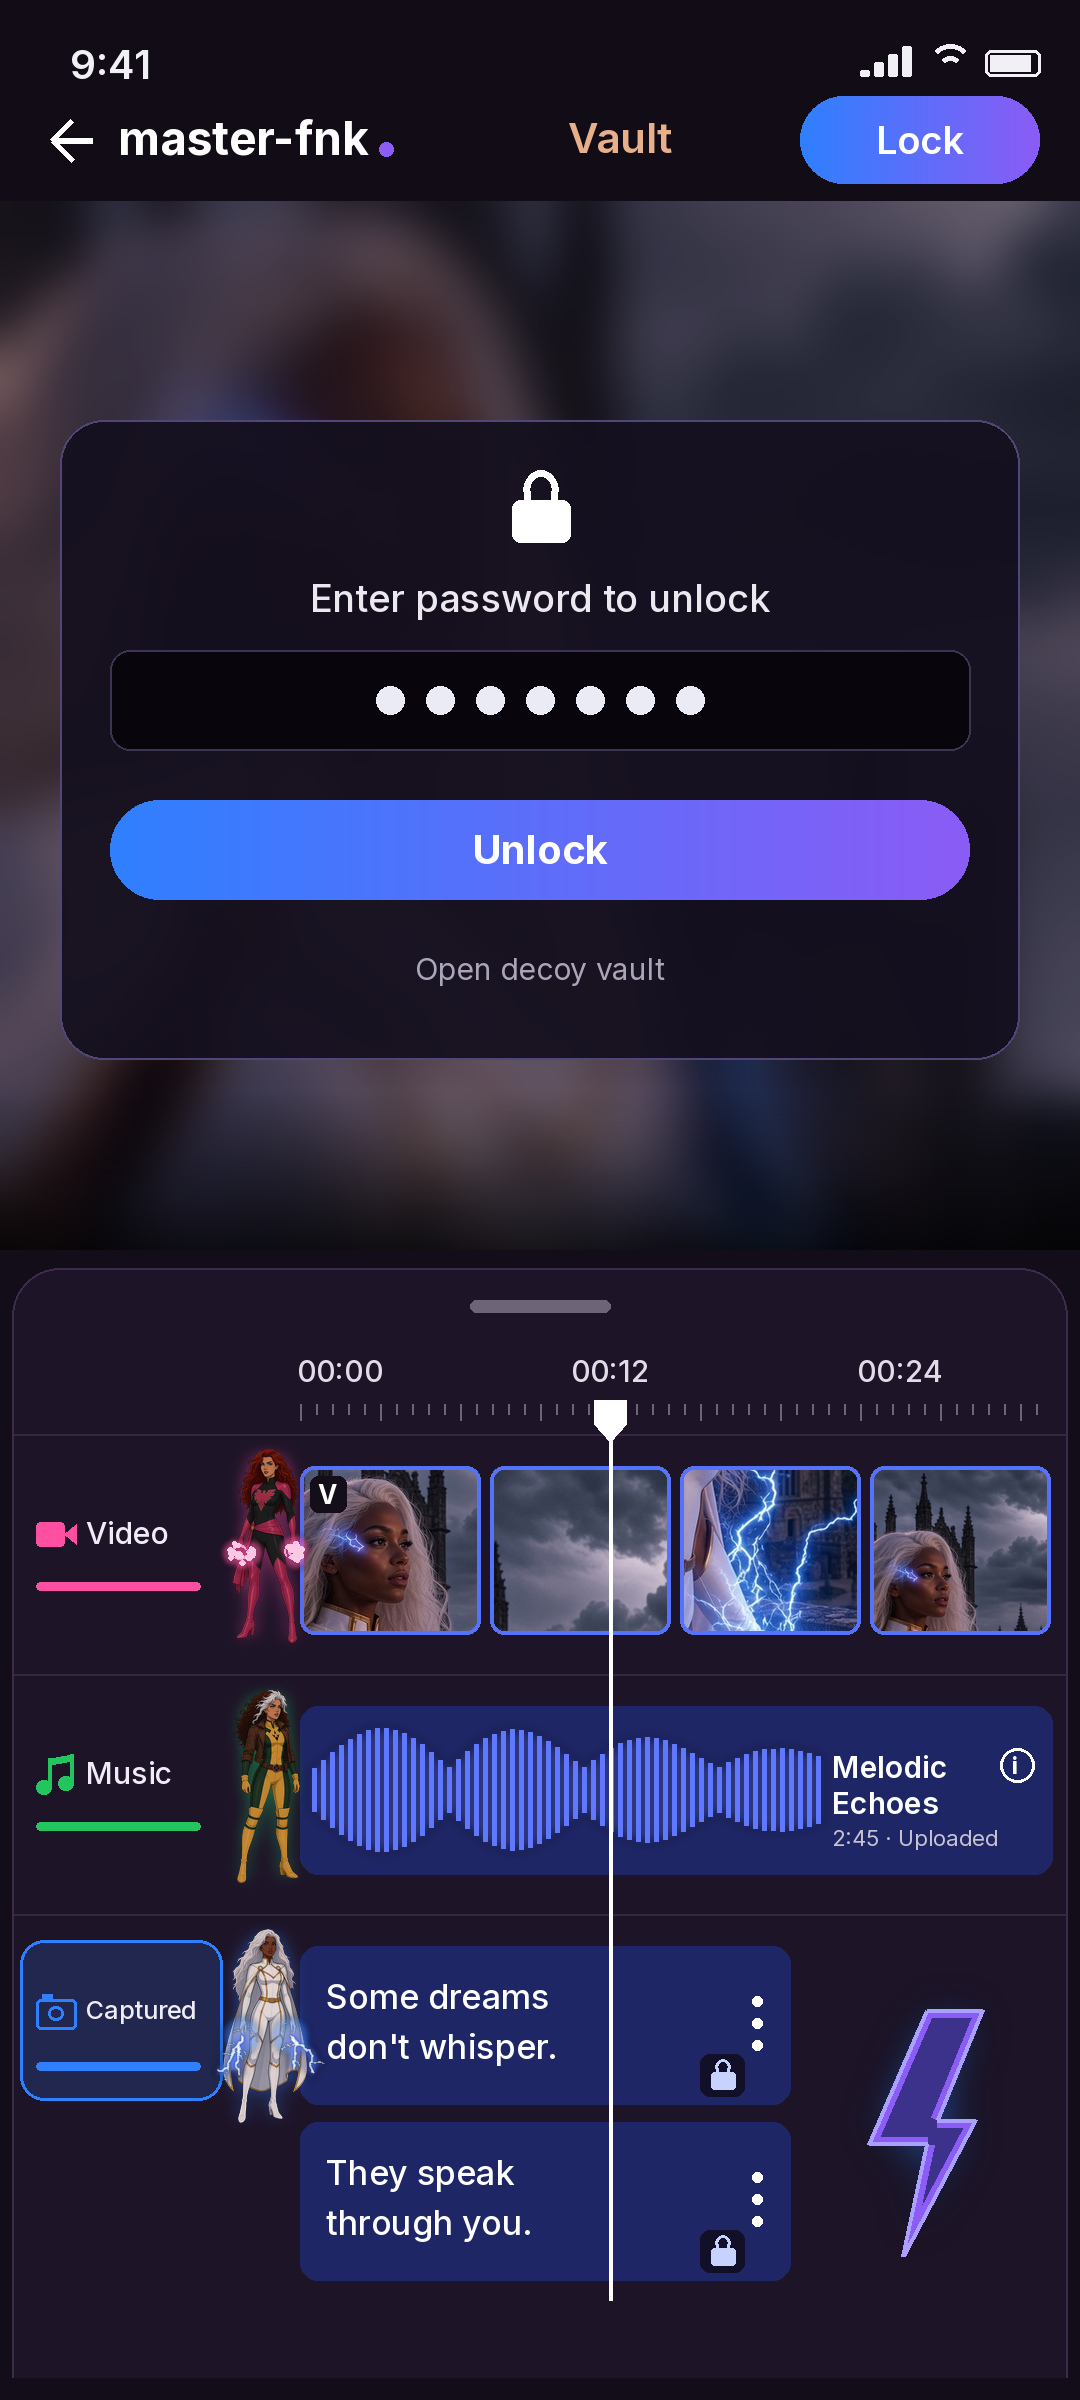 9:41
master-fnk
Vault
Lock
Enter password to unlock
Unlock
Open decoy vault
00:00
00:12
00:24
Video
V
Music
Melodic
Echoes
2:45 · Uploaded
i
Captured
Some dreams
don't whisper.
They speak
through you.